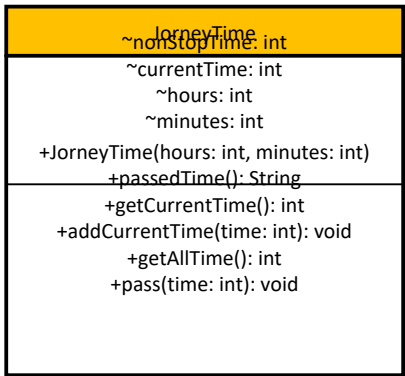 JorneyTime
~nonStopTime: int
~currentTime: int
~hours: int
~minutes: int
+JorneyTime(hours: int, minutes: int)
+passedTime(): String
+getCurrentTime(): int
+addCurrentTime(time: int): void
+getAllTime(): int
+pass(time: int): void